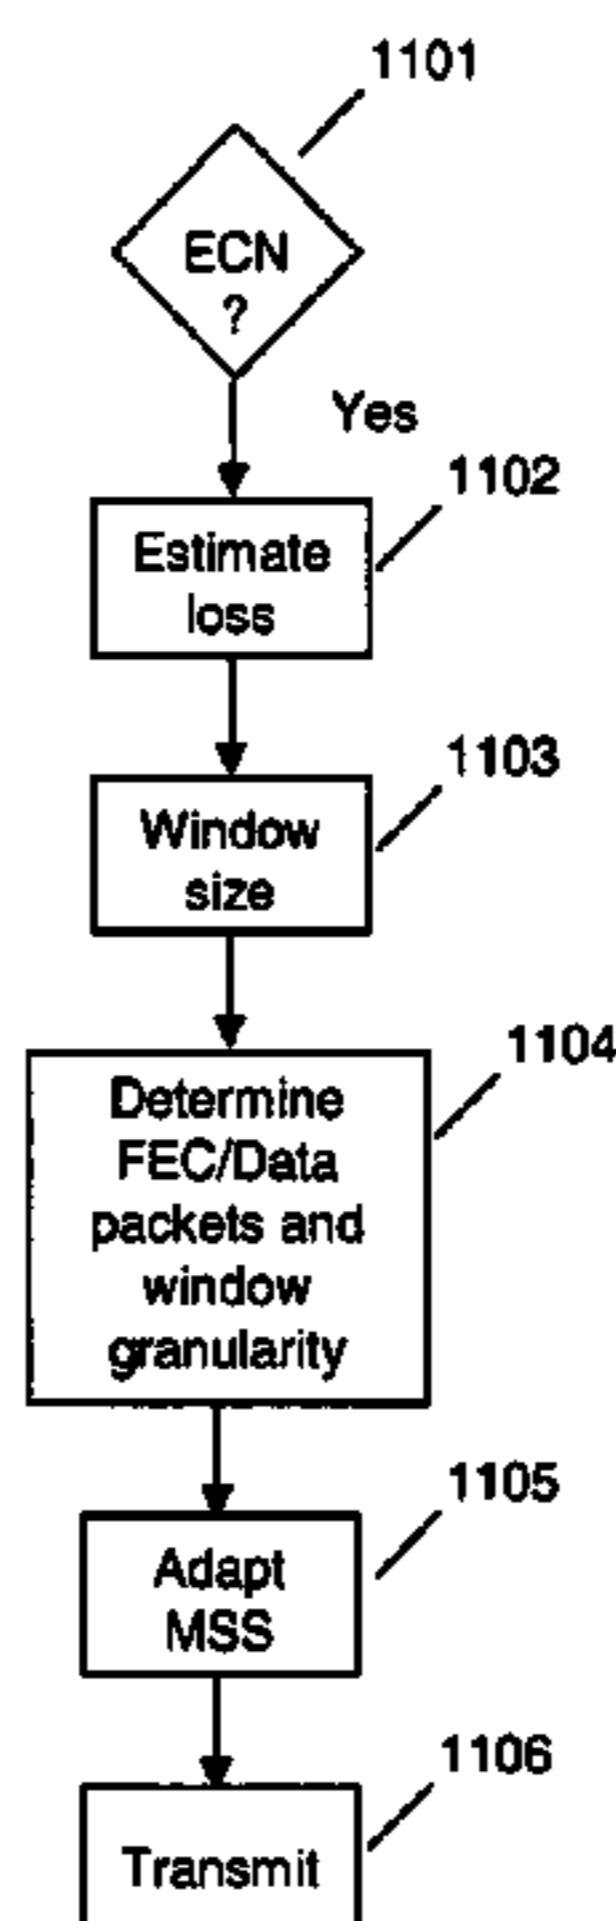 1101
ECN
?
Yes
1102
Estimate
loss
1103
Window
size
1104
Determine
FEC/Data
packets and
window
granularity
1105
Adapt
MSS
1106
Transmit